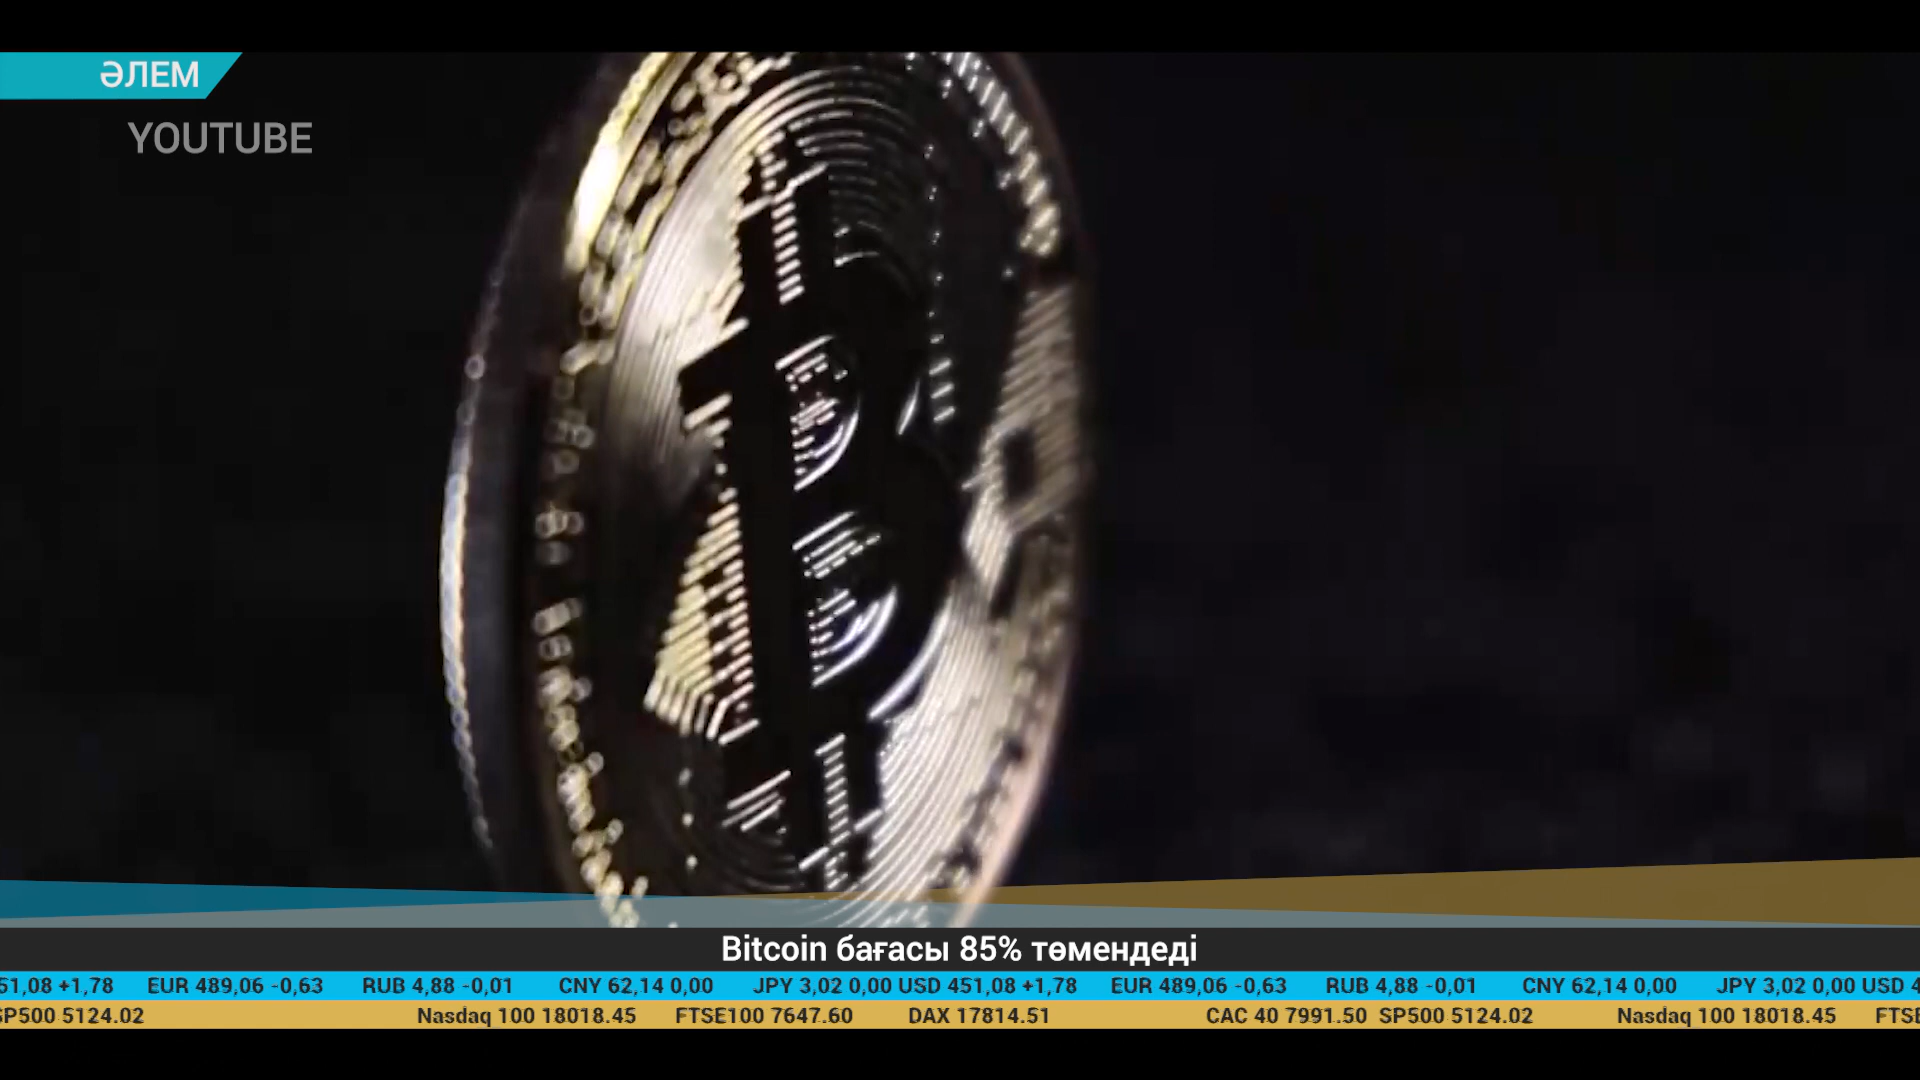 ӘЛЕМ
YOUTUBE
Bitcoin бағасы 85% төмендеді
51,08 +1,78 EUR 489,06 -0,63 RUB 4,88 -0,01 CNY 62,14 0,00 JPY 3,02 0,00 USD 451,08 +1,78 EUR 489,06 -0,63 RUB 4,88 -0,01 CNY 62,14 0,00 JPY 3,02 0,00 USD 4
SP500 5124.02 Nasdaq 100 18018.45 FTSE100 7647.60 DAX 17814.51 CAC 40 7991.50 SP500 5124.02 Nasdaq 100 18018.45 FTSE